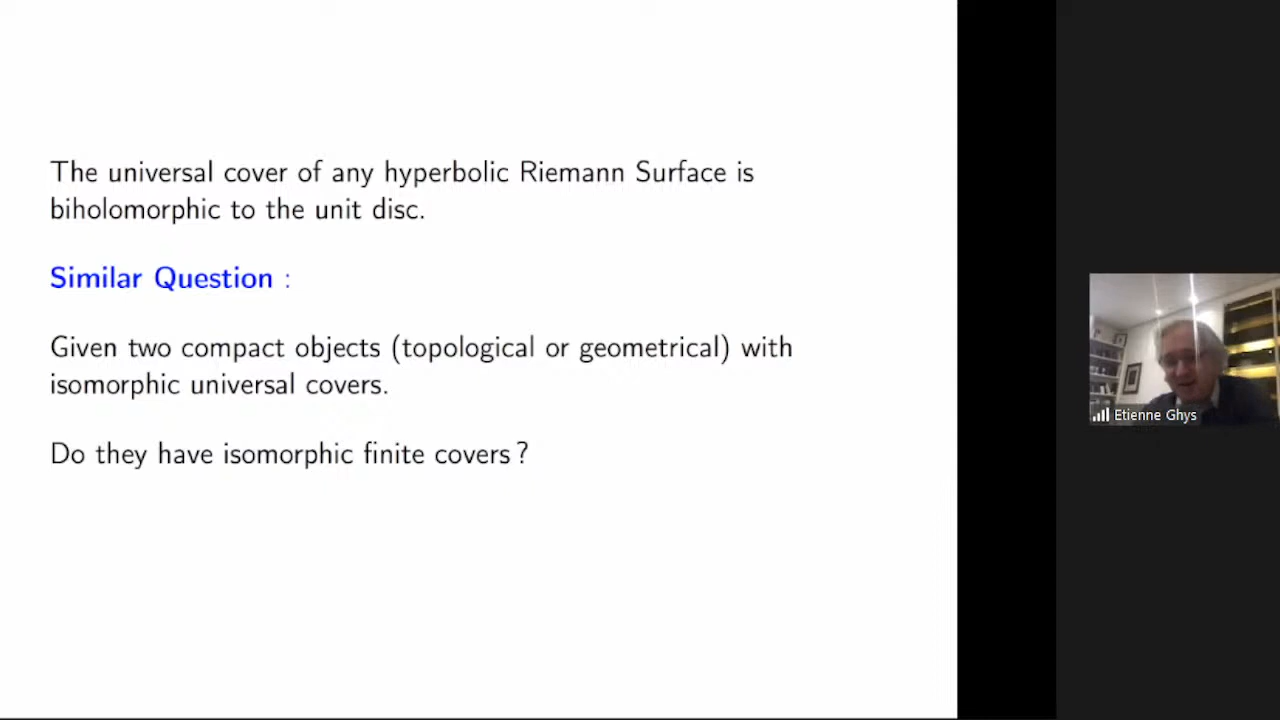 The universal cover of any hyperbolic Riemann Surface is
biholomorphic to the unit disc.
Similar Question :
Given two compact objects (topological or geometrical) with
isomorphic universal covers.
Do they have isomorphic finite covers ?
Etienne Ghys